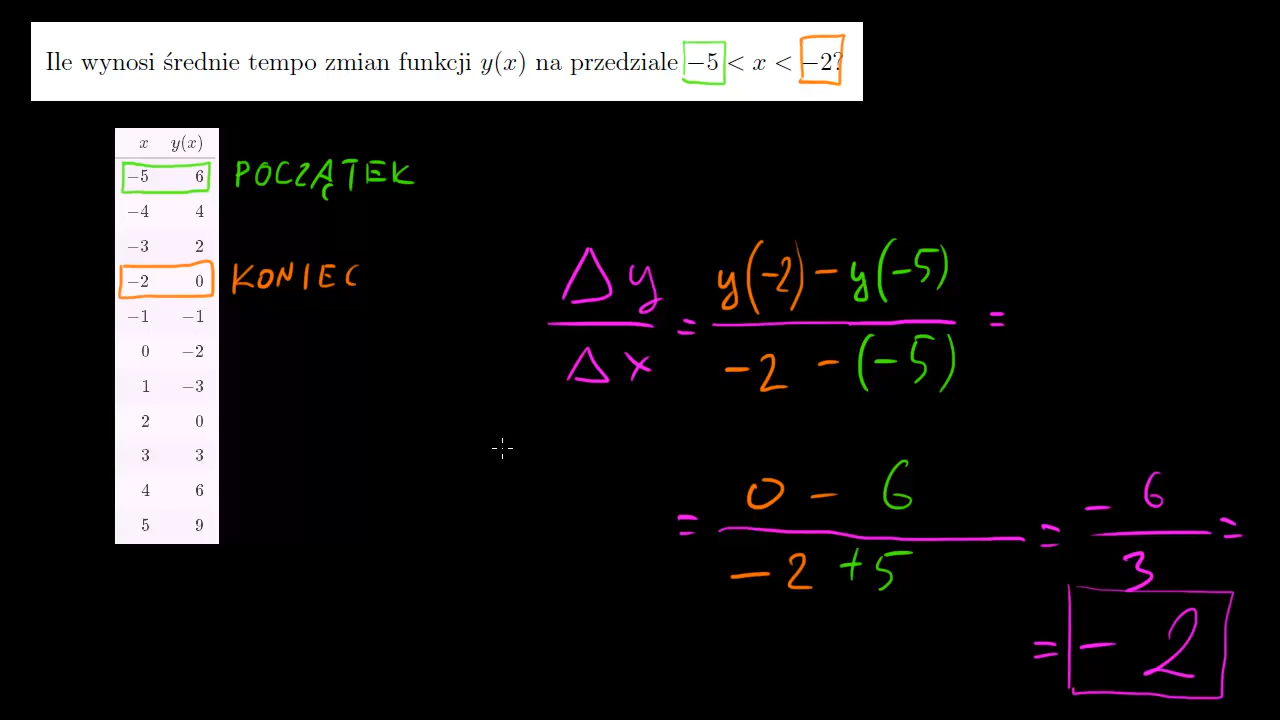 Ile wynosi średnie tempo zmian funkcji y(x) na przedziale −5 < x < −2?
x y(x)
−5 6 POCZĄTEK
−4 4
−3 2
−2 0 KONIEC
−1 −1
0 −2
1 −3
2 0
3 3
4 6
5 9
Δy/Δx = (y(-2) - y(-5))/(-2 - (-5)) =
= (0 - 6)/(-2 + 5) = -6/3 =
= -2